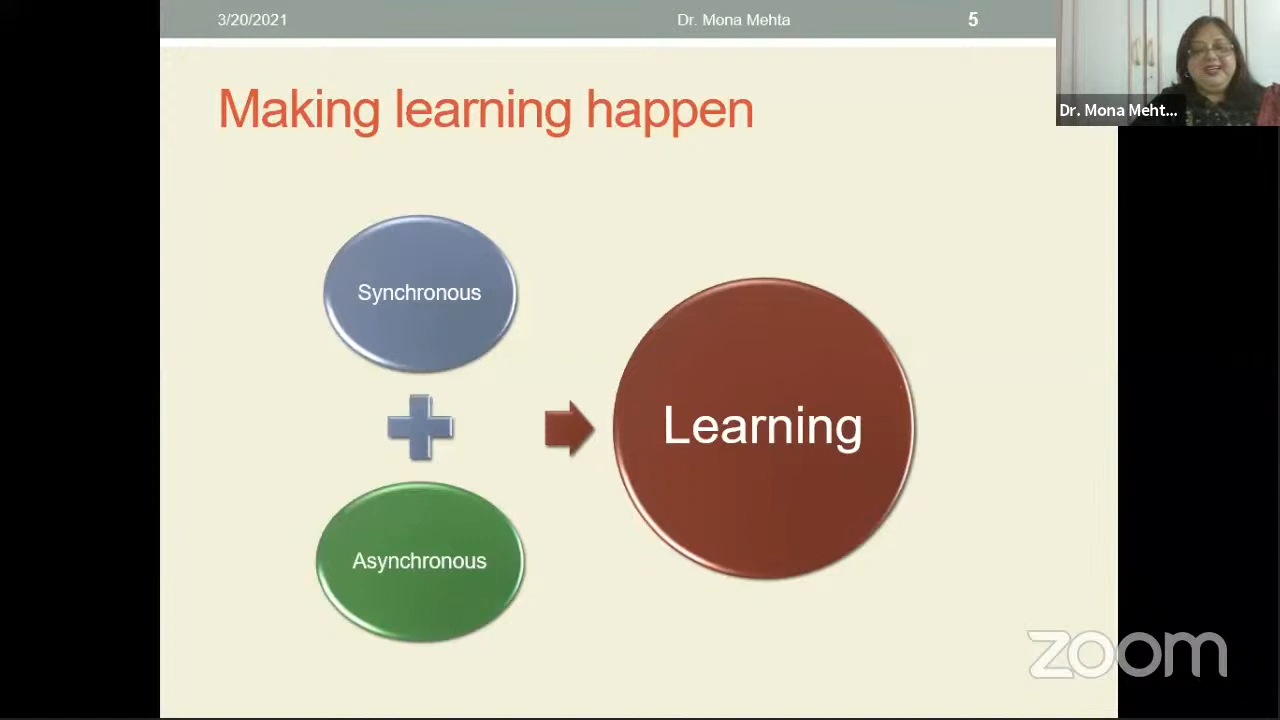 3/20/2021 Dr. Mona Mehta 5
Dr. Mona Meht...
Making learning happen
Synchronous
Learning
Asynchronous
zoom